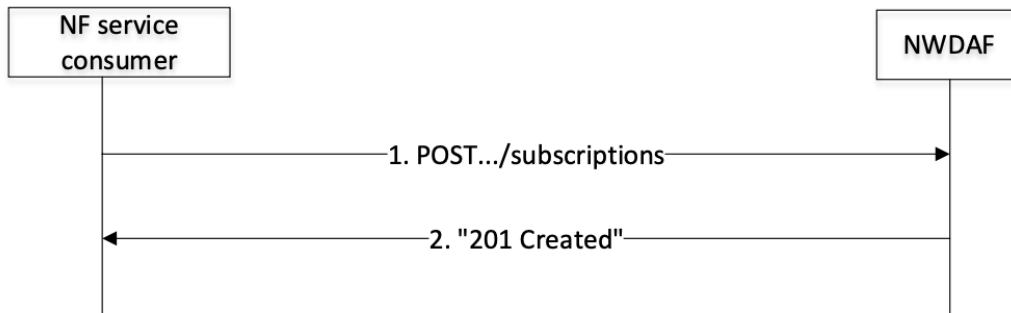 NF service
consumer
NWDAF
1. POST.../subscriptions
2. "201 Created"